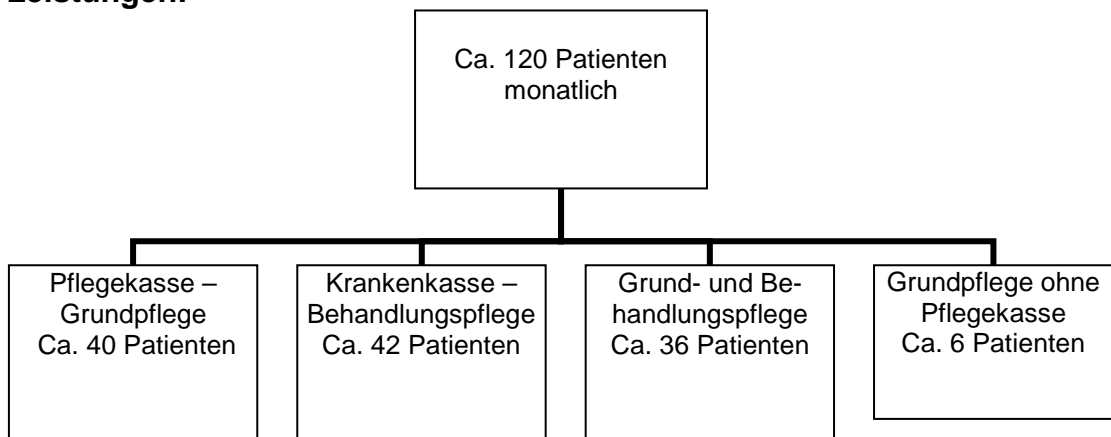 Leistungen:
Ca. 120 Patienten
monatlich
Pflegekasse –
Grundpflege
Ca. 40 Patienten
Krankenkasse –
Behandlungspflege
Ca. 42 Patienten
Grund- und Be-
handlungspflege
Ca. 36 Patienten
Grundpflege ohne
Pflegekasse
Ca. 6 Patienten